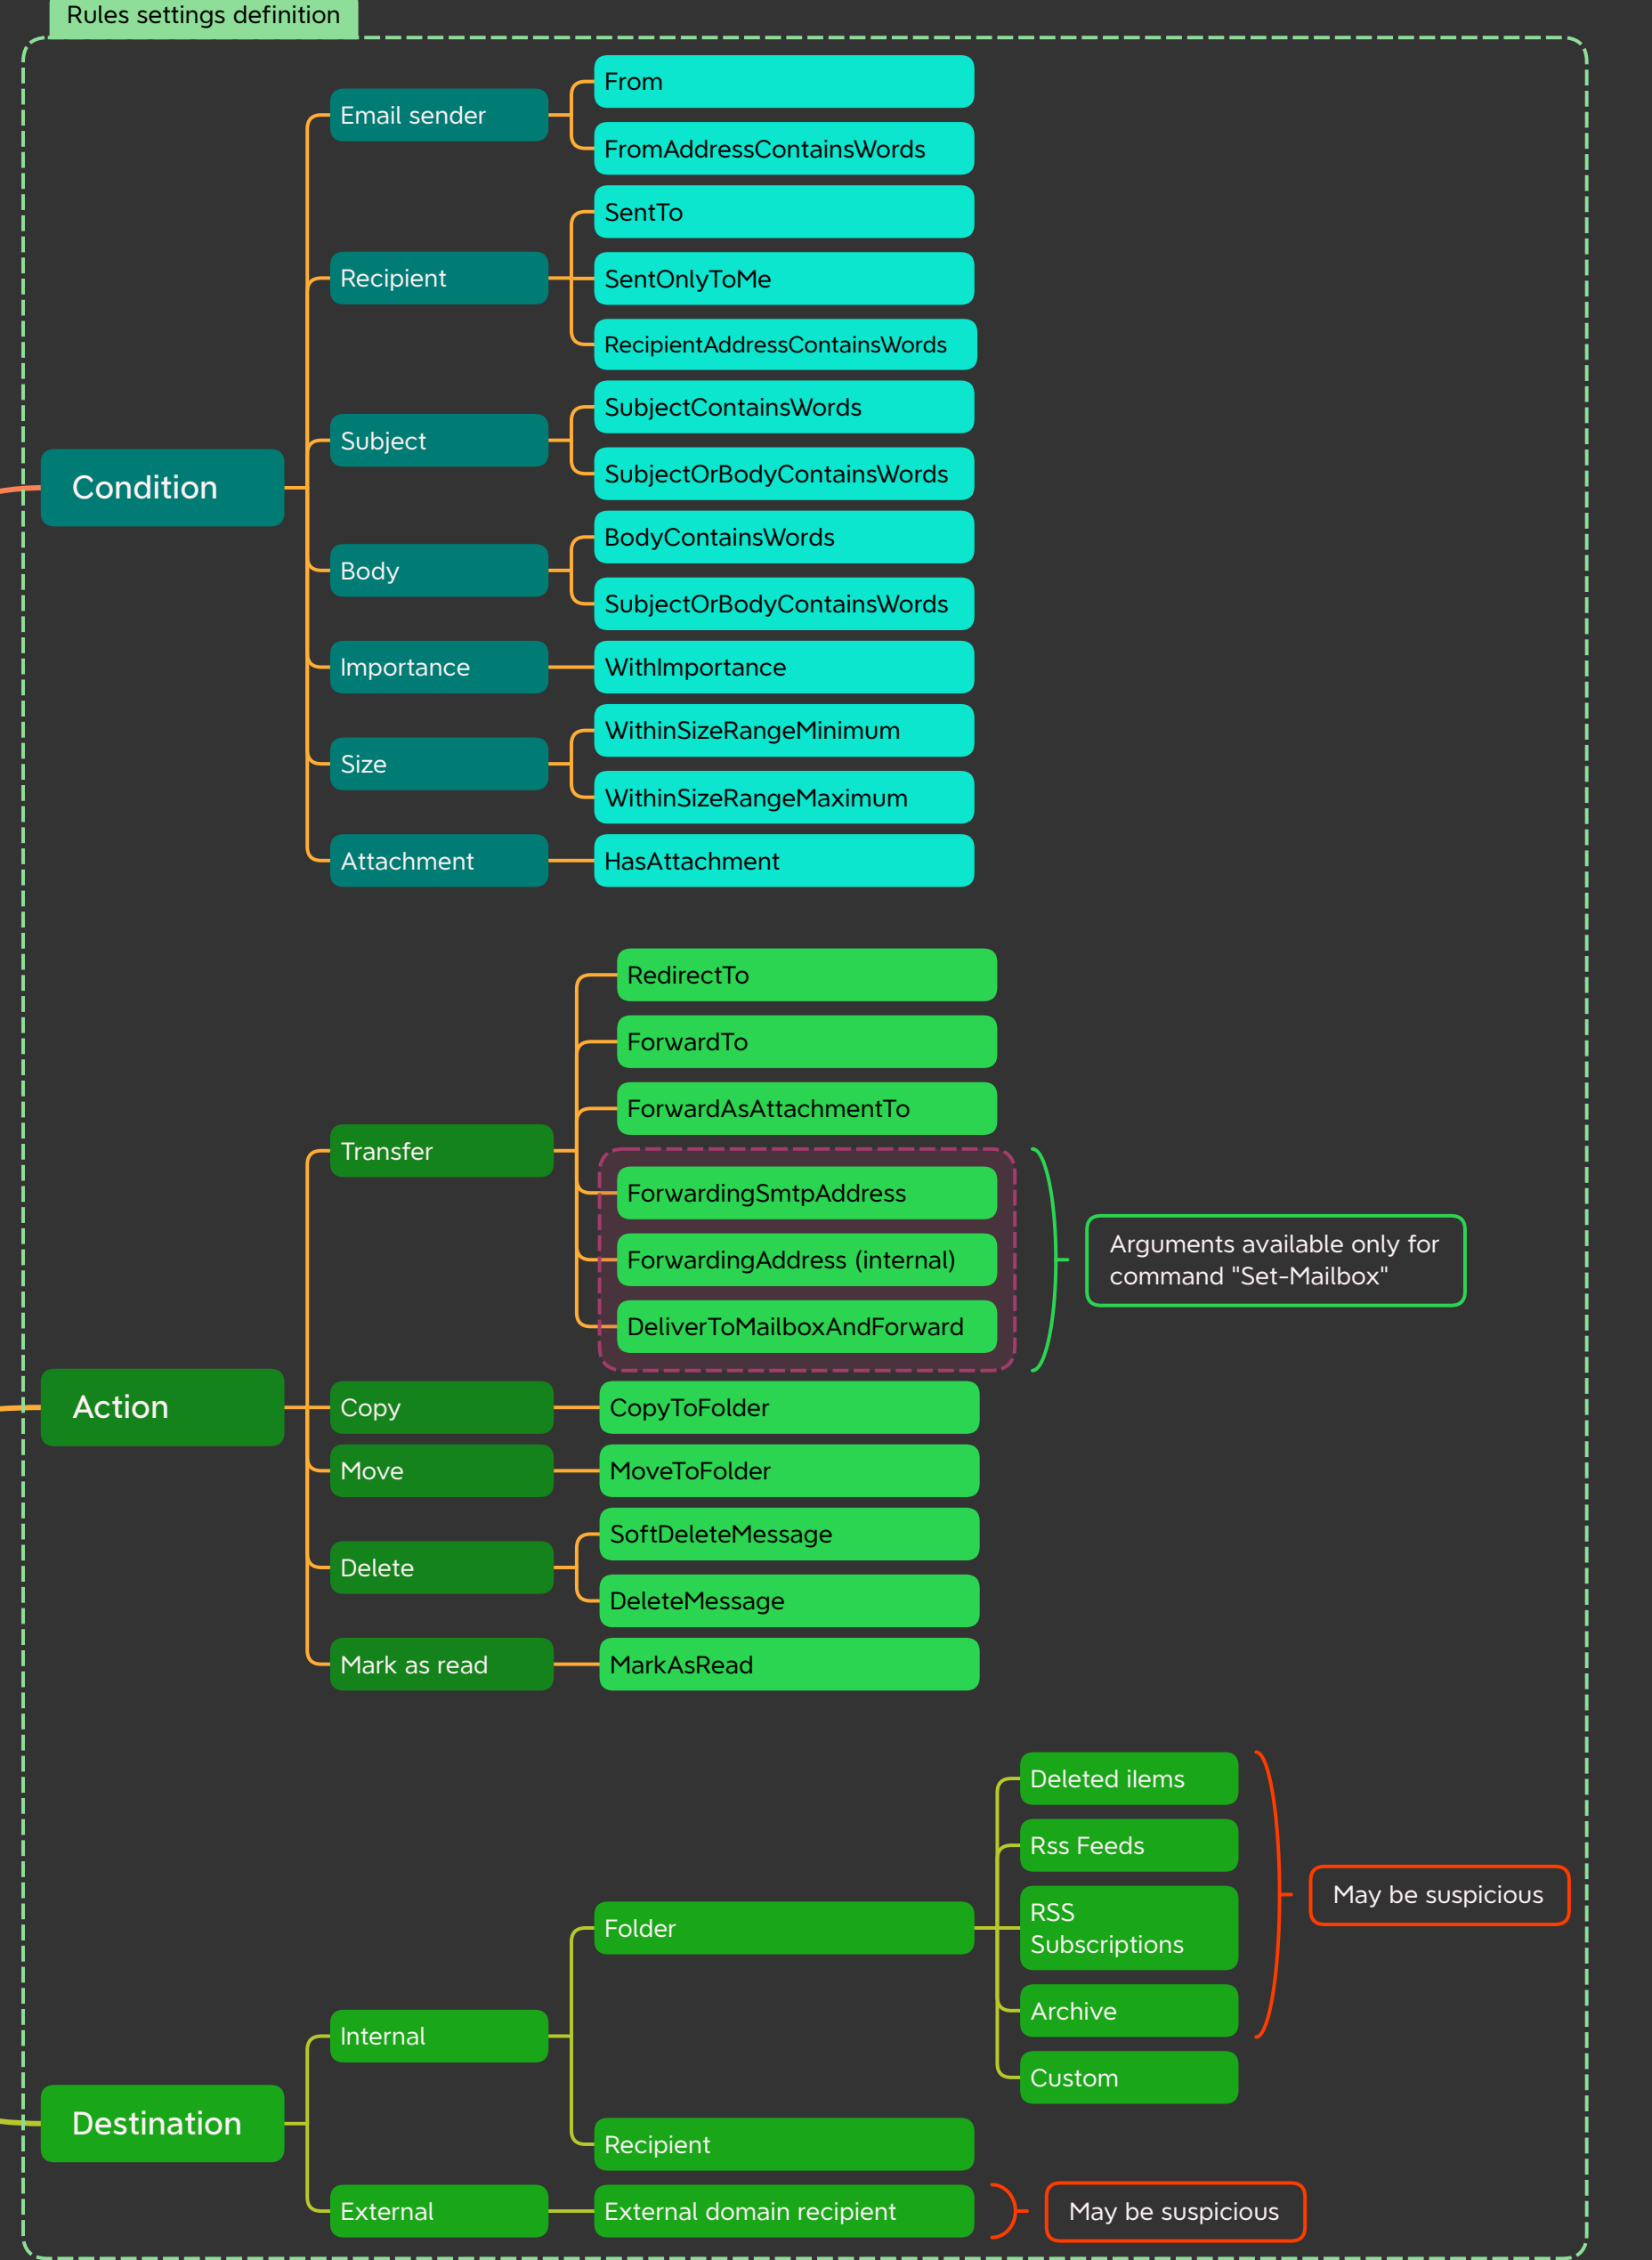 Rules settings definition
Condition
Email sender
From
FromAddressContainsWords
Recipient
SentTo
SentOnlyToMe
RecipientAddressContainsWords
Subject
SubjectContainsWords
SubjectOrBodyContainsWords
Body
BodyContainsWords
SubjectOrBodyContainsWords
Importance
WithImportance
Size
WithinSizeRangeMinimum
WithinSizeRangeMaximum
Attachment
HasAttachment
Action
Transfer
RedirectTo
ForwardTo
ForwardAsAttachmentTo
ForwardingSmtpAddress
ForwardingAddress (internal)
DeliverToMailboxAndForward
Arguments available only for
command "Set-Mailbox"
Copy
CopyToFolder
Move
MoveToFolder
Delete
SoftDeleteMessage
DeleteMessage
Mark as read
MarkAsRead
Destination
Internal
Folder
Deleted ilems
Rss Feeds
RSS
Subscriptions
Archive
May be suspicious
Custom
Recipient
External
External domain recipient
May be suspicious